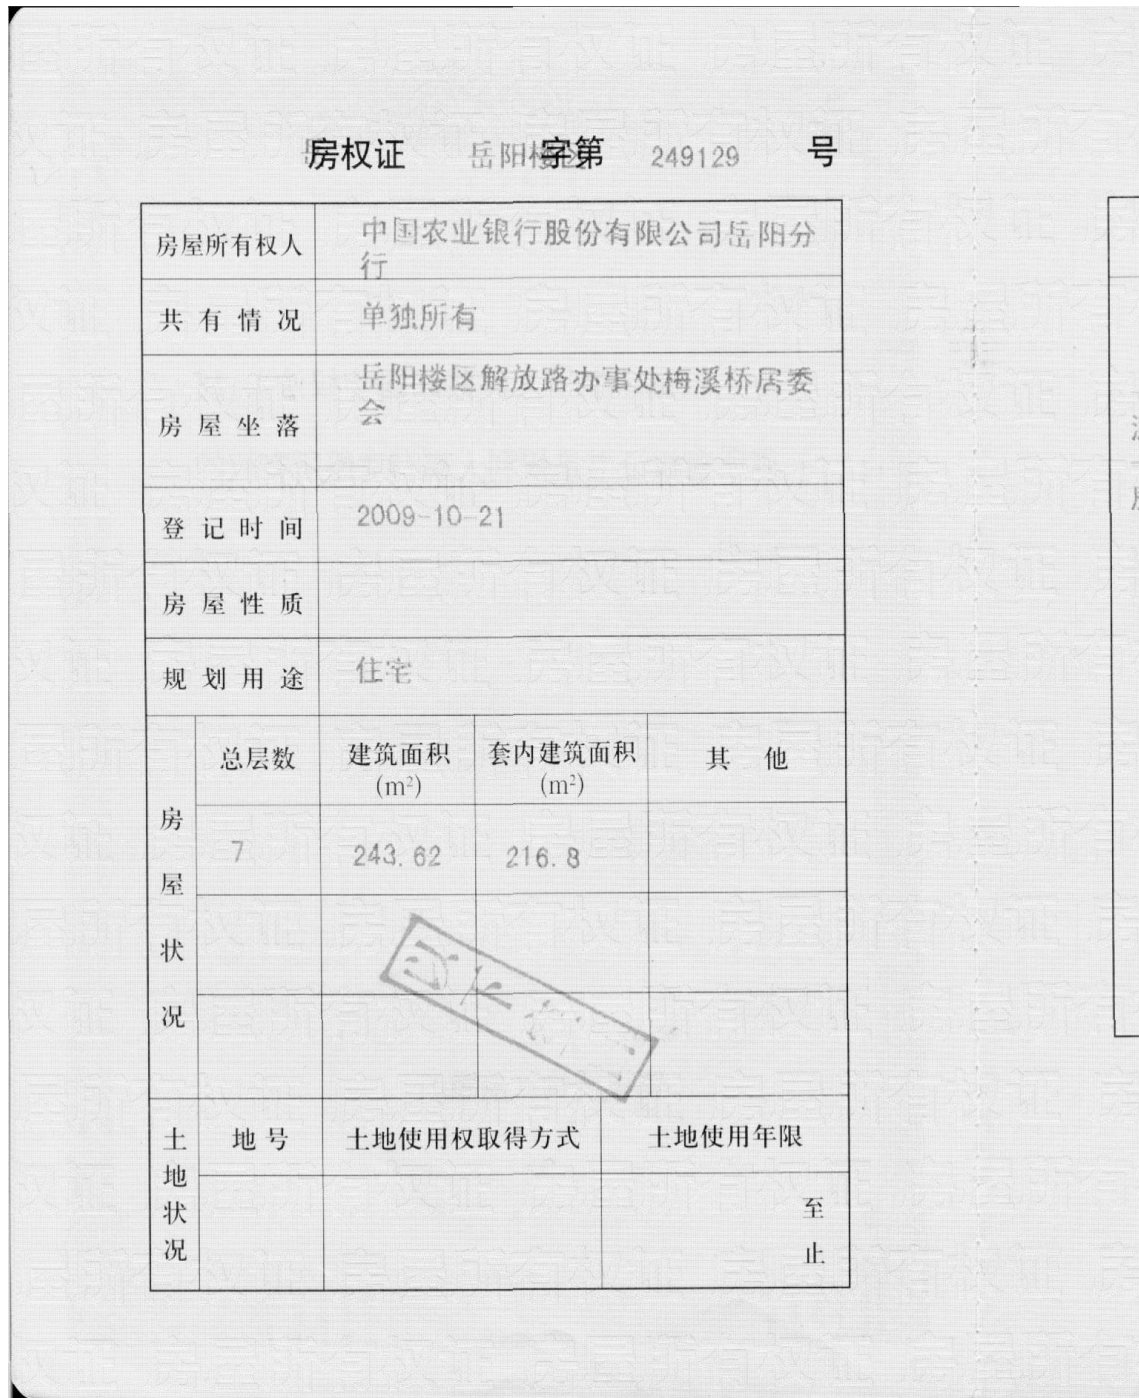 岳房权证 岳阳楼区字第 249129 号
房屋所有权人 中国农业银行股份有限公司岳阳分
行
共有情况 单独所有
房屋坐落 岳阳楼区解放路办事处梅溪桥居委
会
登记时间 2009-10-21
房屋性质
规划用途 住宅
房屋状况
总层数 建筑面积 套内建筑面积 其他
(m²) (m²)
7 243.62 216.8
土地状况
地号 土地使用权取得方式 土地使用年限
至
止